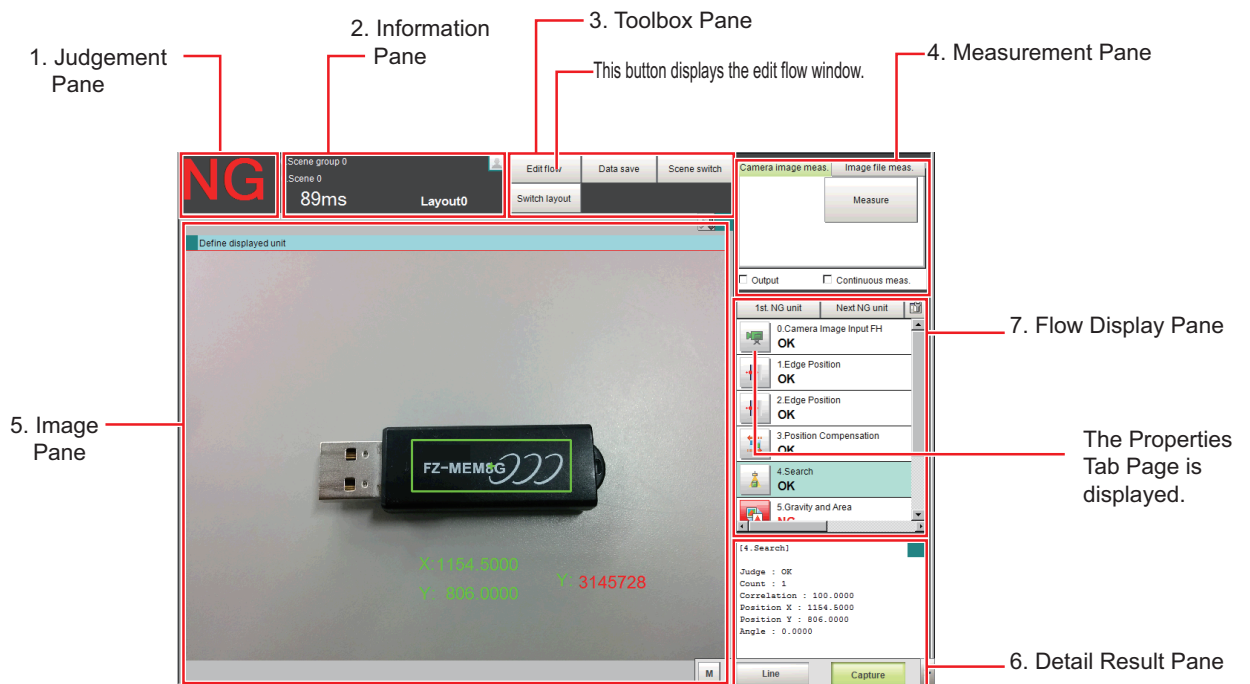 1. Judgement
Pane
2. Information
Pane
3. Toolbox Pane
This button displays the edit flow window.
4. Measurement Pane
NG
Scene group 0
Scene 0
89ms
Layout0
Edit flow
Data save
Scene switch
Switch layout
Camera image meas.
Image file meas.
Measure
Output
Continuous meas.
Define displayed unit
1st. NG unit
Next NG unit
7. Flow Display Pane
0.Camera Image Input FH
OK
1.Edge Position
OK
2.Edge Position
OK
3.Position Compensation
OK
4.Search
OK
5.Gravity and Area
NG
The Properties
Tab Page is
displayed.
5. Image
Pane
FZ-MEM8G
X:1154.5000
Y: 806.0000
Y: 3145728
[4.Search]
Judge : OK
Count : 1
Correlation : 100.0000
Position X : 1154.5000
Position Y : 806.0000
Angle : 0.0000
6. Detail Result Pane
M
Line
Capture